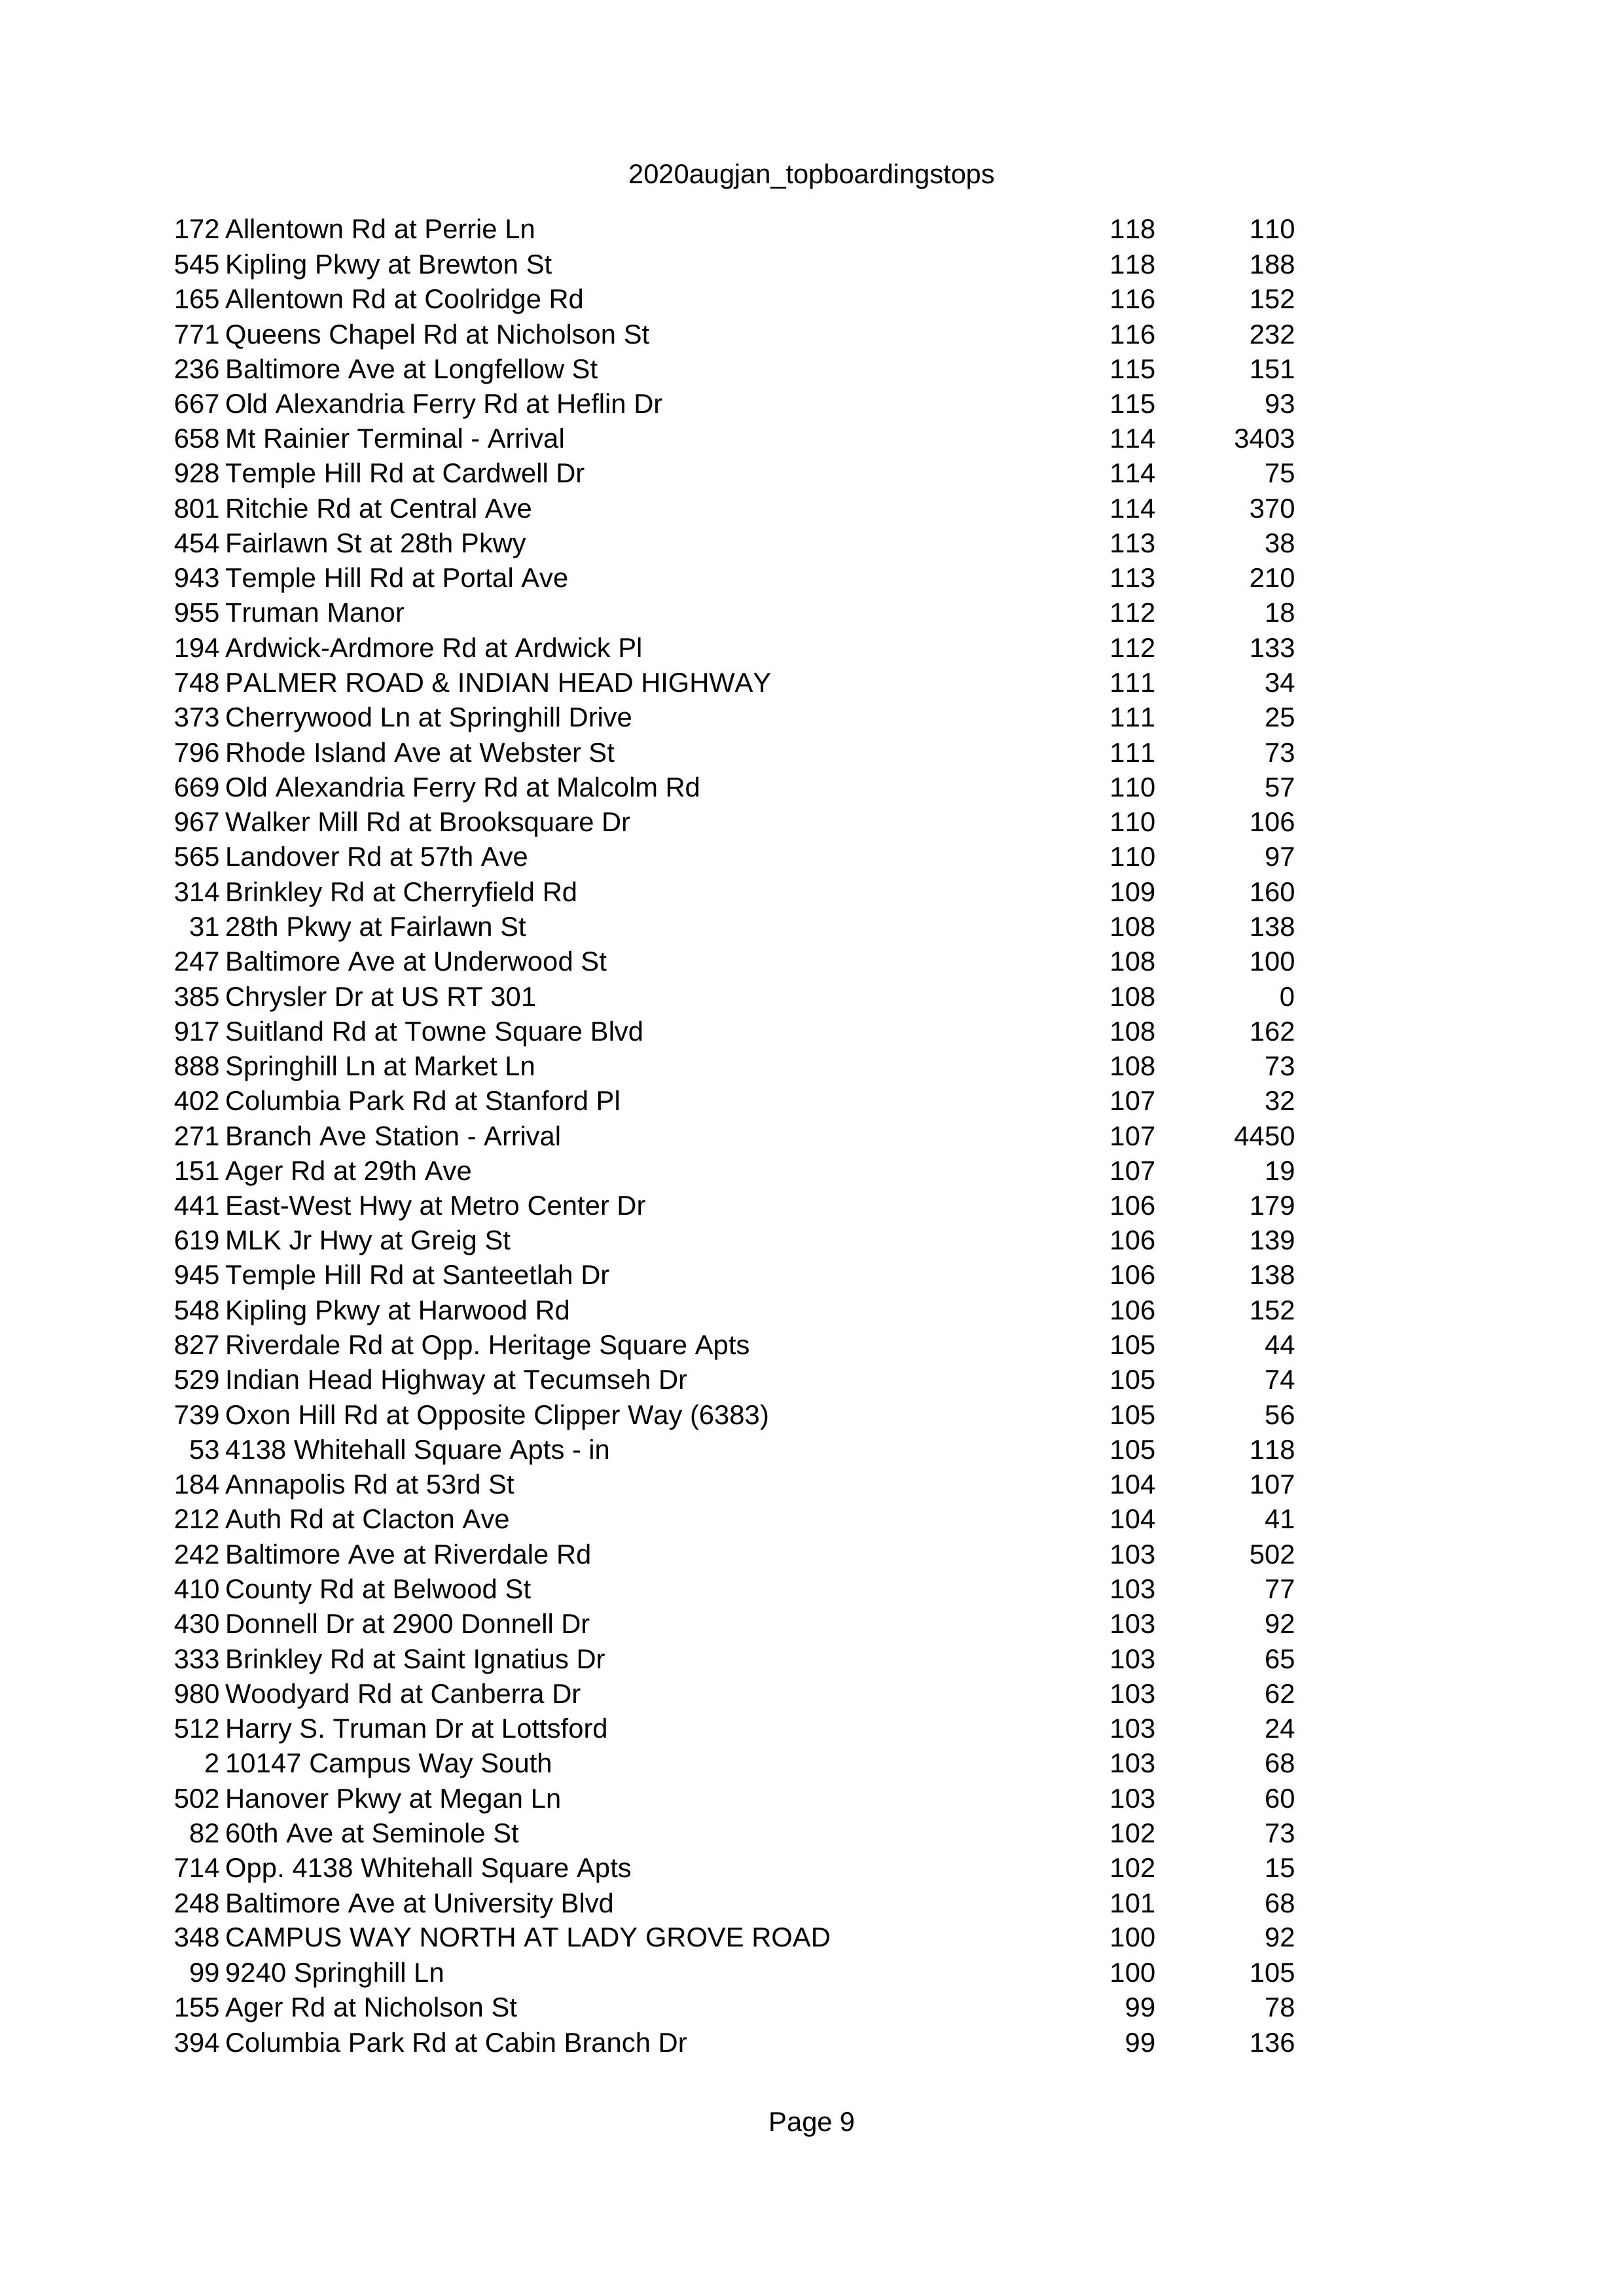 2020augjan_topboardingstops
172 Allentown Rd at Perrie Ln 118 110
545 Kipling Pkwy at Brewton St 118 188
165 Allentown Rd at Coolridge Rd 116 152
771 Queens Chapel Rd at Nicholson St 116 232
236 Baltimore Ave at Longfellow St 115 151
667 Old Alexandria Ferry Rd at Heflin Dr 115 93
658 Mt Rainier Terminal - Arrival 114 3403
928 Temple Hill Rd at Cardwell Dr 114 75
801 Ritchie Rd at Central Ave 114 370
454 Fairlawn St at 28th Pkwy 113 38
943 Temple Hill Rd at Portal Ave 113 210
955 Truman Manor 112 18
194 Ardwick-Ardmore Rd at Ardwick Pl 112 133
748 PALMER ROAD & INDIAN HEAD HIGHWAY 111 34
373 Cherrywood Ln at Springhill Drive 111 25
796 Rhode Island Ave at Webster St 111 73
669 Old Alexandria Ferry Rd at Malcolm Rd 110 57
967 Walker Mill Rd at Brooksquare Dr 110 106
565 Landover Rd at 57th Ave 110 97
314 Brinkley Rd at Cherryfield Rd 109 160
31 28th Pkwy at Fairlawn St 108 138
247 Baltimore Ave at Underwood St 108 100
385 Chrysler Dr at US RT 301 108 0
917 Suitland Rd at Towne Square Blvd 108 162
888 Springhill Ln at Market Ln 108 73
402 Columbia Park Rd at Stanford Pl 107 32
271 Branch Ave Station - Arrival 107 4450
151 Ager Rd at 29th Ave 107 19
441 East-West Hwy at Metro Center Dr 106 179
619 MLK Jr Hwy at Greig St 106 139
945 Temple Hill Rd at Santeetlah Dr 106 138
548 Kipling Pkwy at Harwood Rd 106 152
827 Riverdale Rd at Opp. Heritage Square Apts 105 44
529 Indian Head Highway at Tecumseh Dr 105 74
739 Oxon Hill Rd at Opposite Clipper Way (6383) 105 56
53 4138 Whitehall Square Apts - in 105 118
184 Annapolis Rd at 53rd St 104 107
212 Auth Rd at Clacton Ave 104 41
242 Baltimore Ave at Riverdale Rd 103 502
410 County Rd at Belwood St 103 77
430 Donnell Dr at 2900 Donnell Dr 103 92
333 Brinkley Rd at Saint Ignatius Dr 103 65
980 Woodyard Rd at Canberra Dr 103 62
512 Harry S. Truman Dr at Lottsford 103 24
2 10147 Campus Way South 103 68
502 Hanover Pkwy at Megan Ln 103 60
82 60th Ave at Seminole St 102 73
714 Opp. 4138 Whitehall Square Apts 102 15
248 Baltimore Ave at University Blvd 101 68
348 CAMPUS WAY NORTH AT LADY GROVE ROAD 100 92
99 9240 Springhill Ln 100 105
155 Ager Rd at Nicholson St 99 78
394 Columbia Park Rd at Cabin Branch Dr 99 136
Page 9